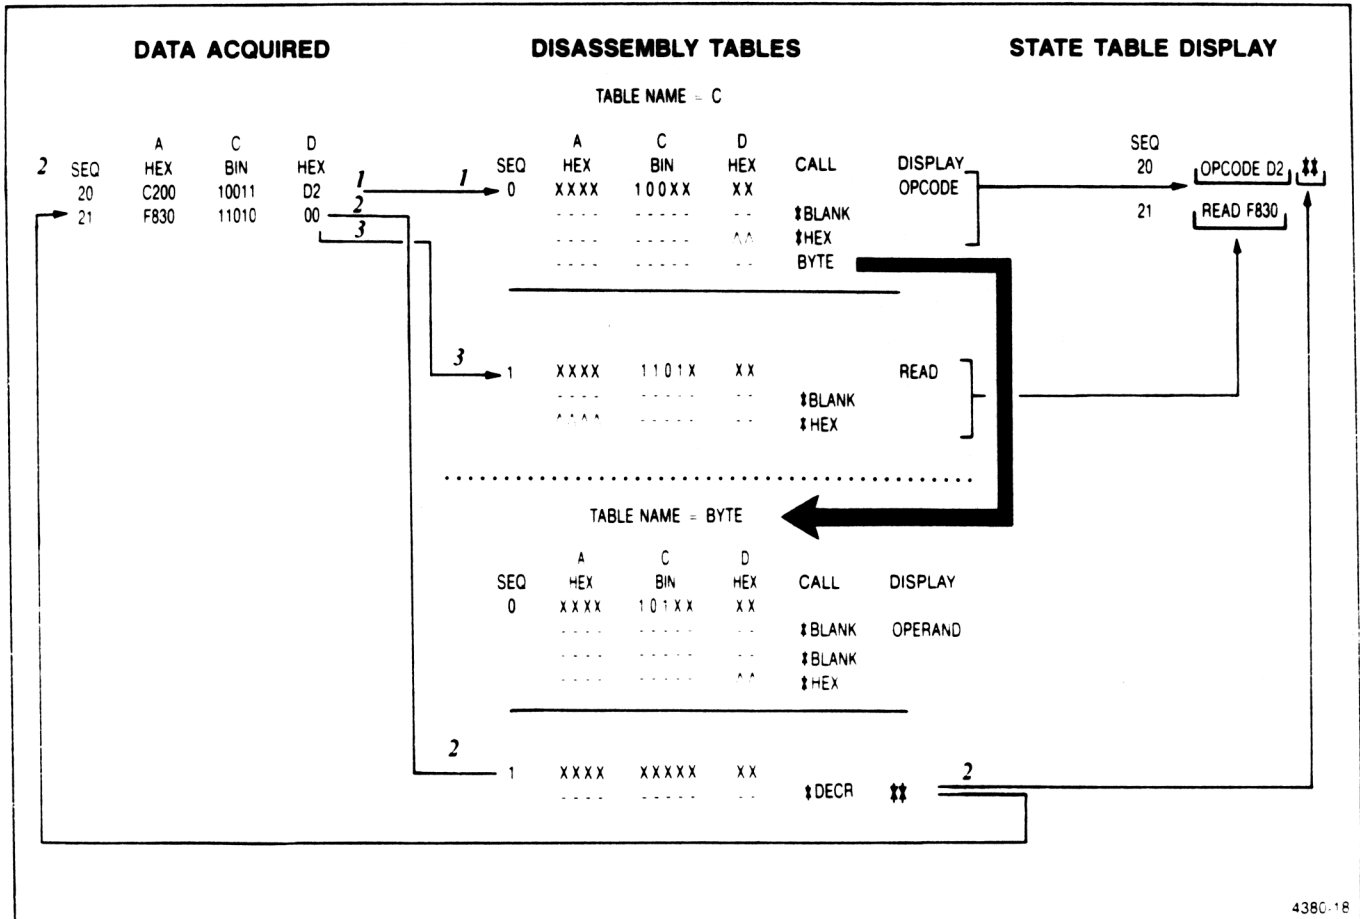 DATA ACQUIRED DISASSEMBLY TABLES STATE TABLE DISPLAY
TABLE NAME = C
A C D A C D SEQ
2 SEQ HEX BIN HEX SEQ HEX BIN HEX CALL DISPLAY 20 OPCODE D2 ‡‡
20 C200 10011 D2 1 1 0 XXXX 100XX XX OPCODE
21 F830 11010 00 2 ---- ----- -- ‡BLANK 21 READ F830
3 ---- ----- ^^ ‡HEX
---- ----- -- BYTE
3 1 XXXX 1101X XX READ
---- ----- -- ‡BLANK
^^^^ ----- -- ‡HEX
TABLE NAME = BYTE
A C D
SEQ HEX BIN HEX CALL DISPLAY
0 XXXX 101XX XX
---- ----- -- ‡BLANK OPERAND
---- ----- -- ‡BLANK
---- ----- ^^ ‡HEX
2 1 XXXX XXXXX XX 2
---- ----- -- ‡DECR ‡‡
4380-18